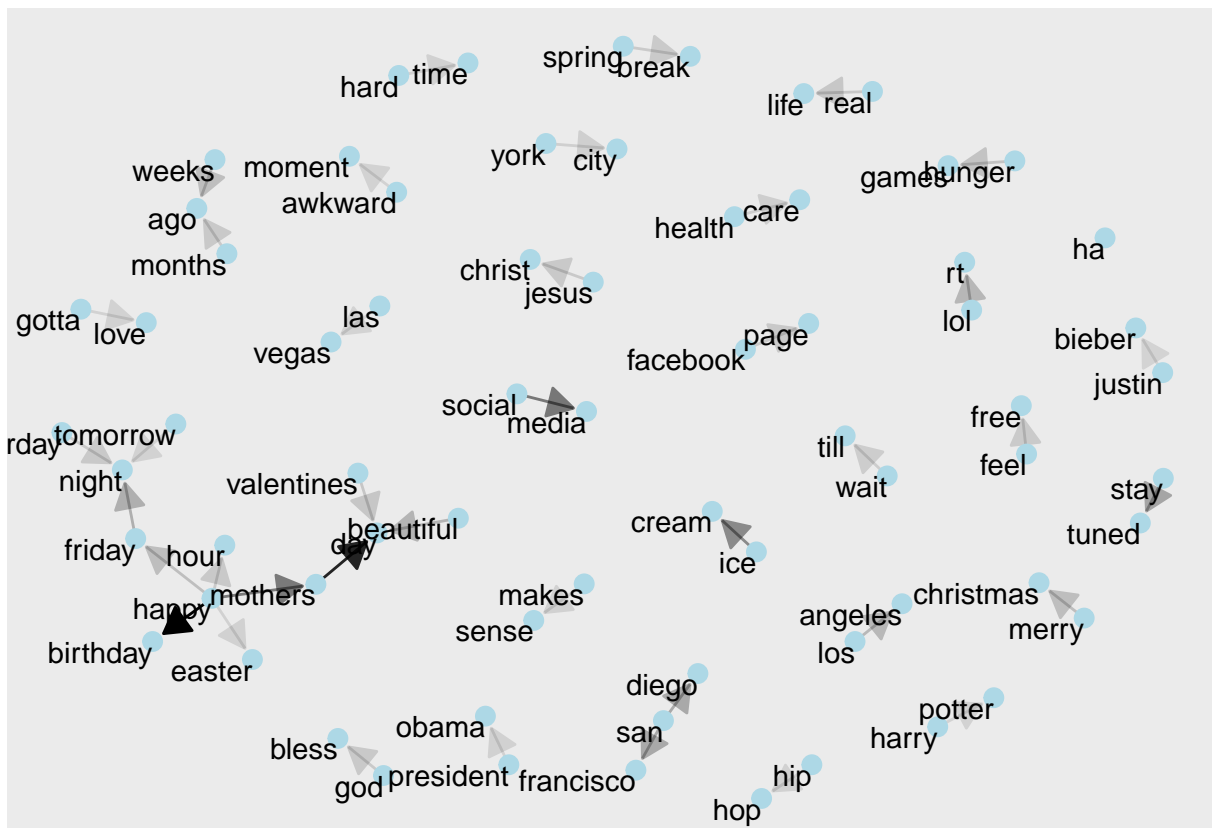 spring
break
hard
time
life
real
york
city
weeks
moment
games
hunger
awkward
ago
health
care
months
christ
jesus
ha
rt
lol
gotta
love
las
vegas
page
facebook
bieber
justin
social
media
free
feel
rday
tomorrow
night
till
wait
valentines
stay
tuned
beautiful
day
cream
ice
friday
hour
happy
mothers
birthday
easter
makes
sense
angeles
los
christmas
merry
diego
san
francisco
obama
president
bless
god
potter
harry
hip
hop